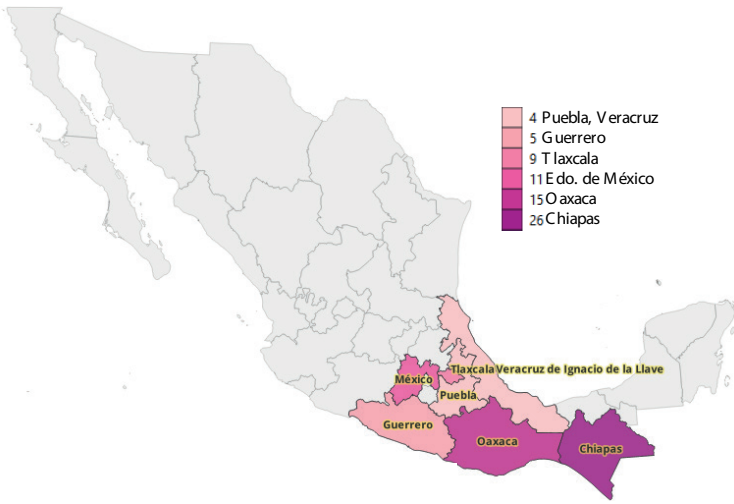 4 Puebla, Veracruz
5 Guerrero
9 Tlaxcala
11 Edo. de México
15 Oaxaca
26 Chiapas
Tlaxcala Veracruz de Ignacio de la Llave
México
Puebla
Guerrero
Oaxaca
Chiapas